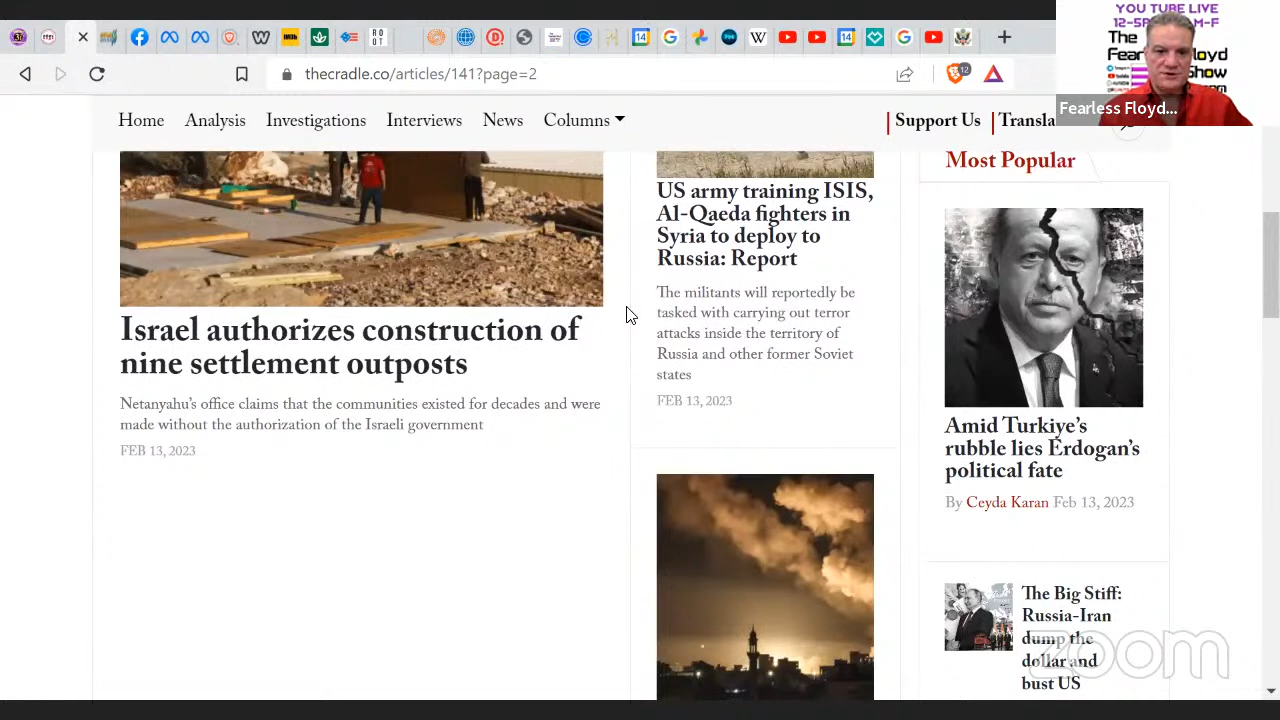 YOU TUBE LIVE
The
Fearless Floyd...
thecradle.co/articles/141?page=2
12
Home
Analysis
Investigations
Interviews
News
Columns
Support Us
Transla
Israel authorizes construction of
nine settlement outposts
Netanyahu's office claims that the communities existed for decades and were
made without the authorization of the Israeli government
FEB 13, 2023
US army training ISIS,
Al-Qaeda fighters in
Syria to deploy to
Russia: Report
The militants will reportedly be
tasked with carrying out terror
attacks inside the territory of
Russia and other former Soviet
states
FEB 13, 2023
Most Popular
Amid Turkiye's
rubble lies Erdogan's
political fate
By Ceyda Karan Feb 13, 2023
The Big Stiff:
Russia-Iran
dump the
dollar and
bust US
zoom